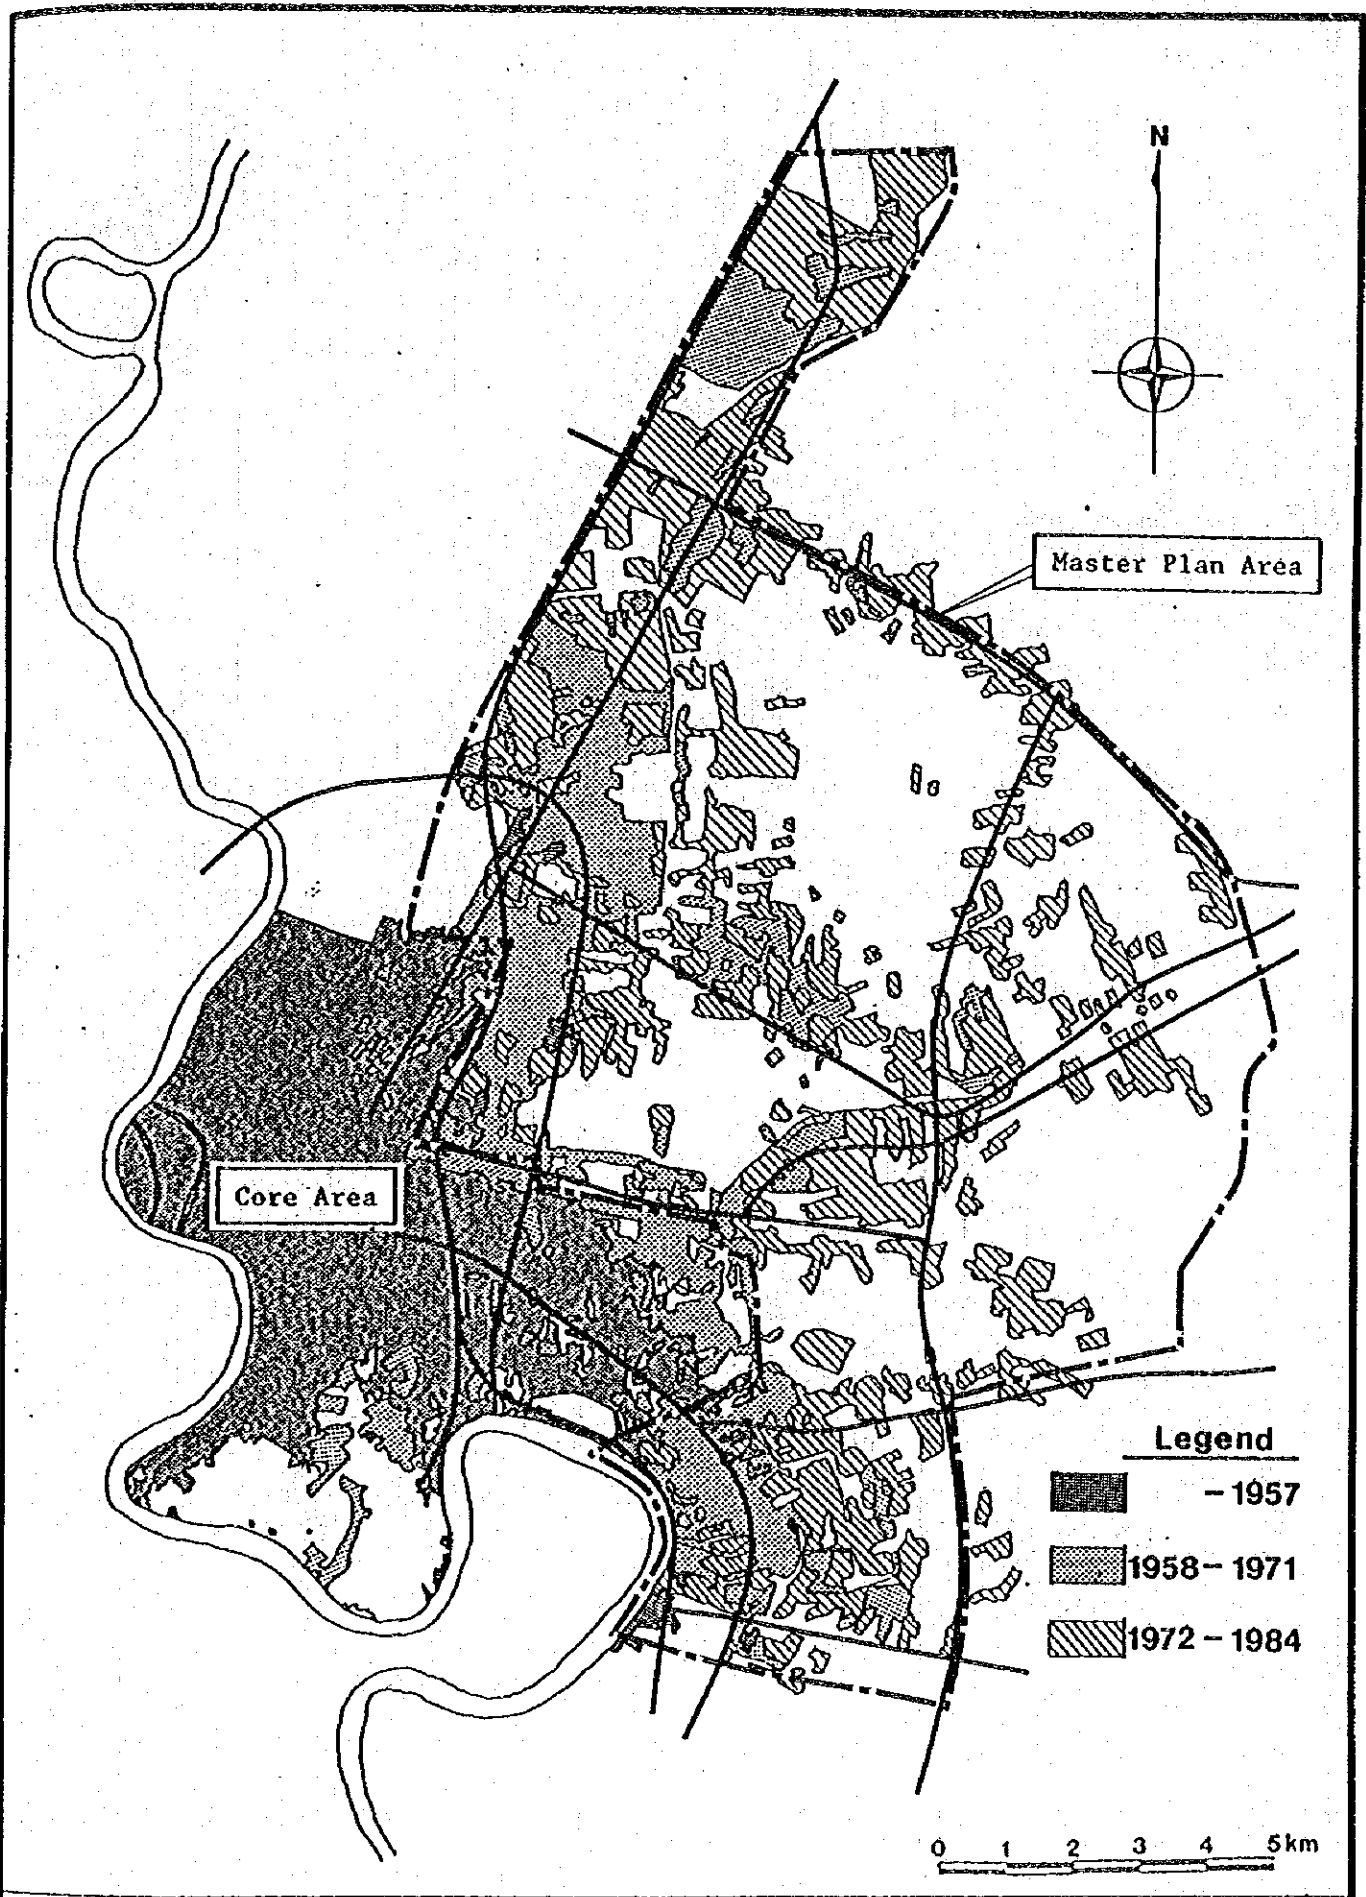 N
Master Plan Area
Core Area
Legend
- 1957
1958 - 1971
1972 - 1984
0 1 2 3 4 5km